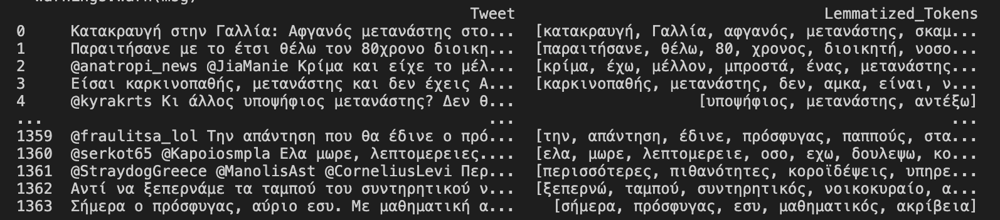 warnings.warn(msg)
Tweet Lemmatized_Tokens
0 Κατακραυγή στην Γαλλία: Αφγανός μετανάστης στο... [κατακραυγή, Γαλλία, αφγανός, μετανάστης, σκαμ...
1 Παραιτήσανε με το έτσι θέλω τον 80χρονο διοικη... [παραιτήσανε, θέλω, 80, χρονος, διοικητή, νοσο...
2 @anatropi_news @JiaManie Κρίμα και είχε το μέλ... [κρίμα, έχω, μέλλον, μπροστά, ένας, μετανάστης...
3 Είσαι καρκινοπαθής, μετανάστης και δεν έχεις Α... [καρκινοπαθής, μετανάστης, δεν, αμκα, είναι, ν...
4 @kyrakrts Κι άλλος υποψήφιος μετανάστης? Δεν θ... [υποψήφιος, μετανάστης, αντέξω]
... ... ...
1359 @fraulitsa_lol Την απάντηση που θα έδινε ο πρό... [την, απάντηση, έδινε, πρόσφυγας, παππούς, στα...
1360 @serkot65 @Kapoiosmpla Ελα μωρε, λεπτομερειες.... [ελα, μωρε, λεπτομερειε, οσο, εχω, δουλεψω, κο...
1361 @StraydogGreece @ManolisAst @CorneliusLevi Περ... [περισσότερες, πιθανότητες, κοροϊδέψεις, υπηρε...
1362 Αντί να ξεπερνάμε τα ταμπού του συντηρητικού ν... [ξεπερνώ, ταμπού, συντηρητικός, νοικοκυραίο, α...
1363 Σήμερα ο πρόσφυγας, αύριο εσυ. Με μαθηματική α... [σήμερα, πρόσφυγας, εσυ, μαθηματικός, ακρίβεια]